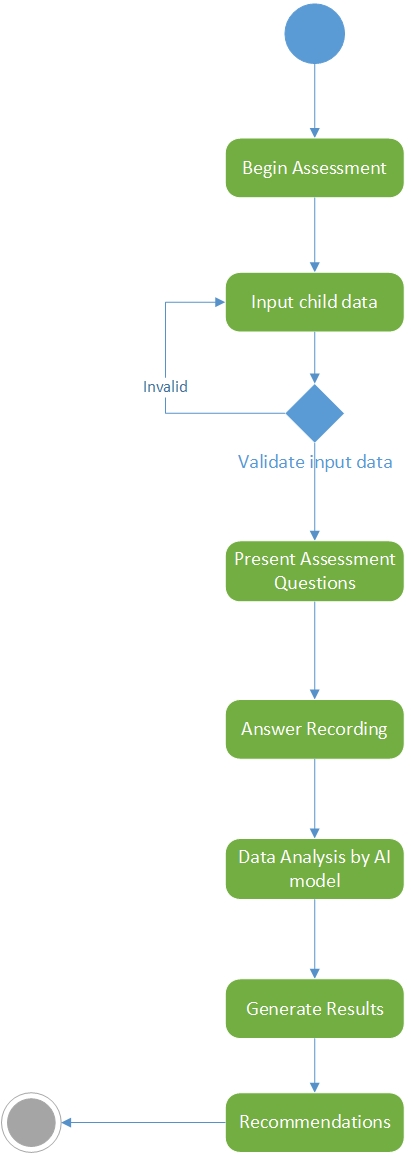 Begin Assessment
Input child data
Invalid
Validate input data
Present Assessment
Questions
Answer Recording
Data Analysis by AI
model
Generate Results
Recommendations